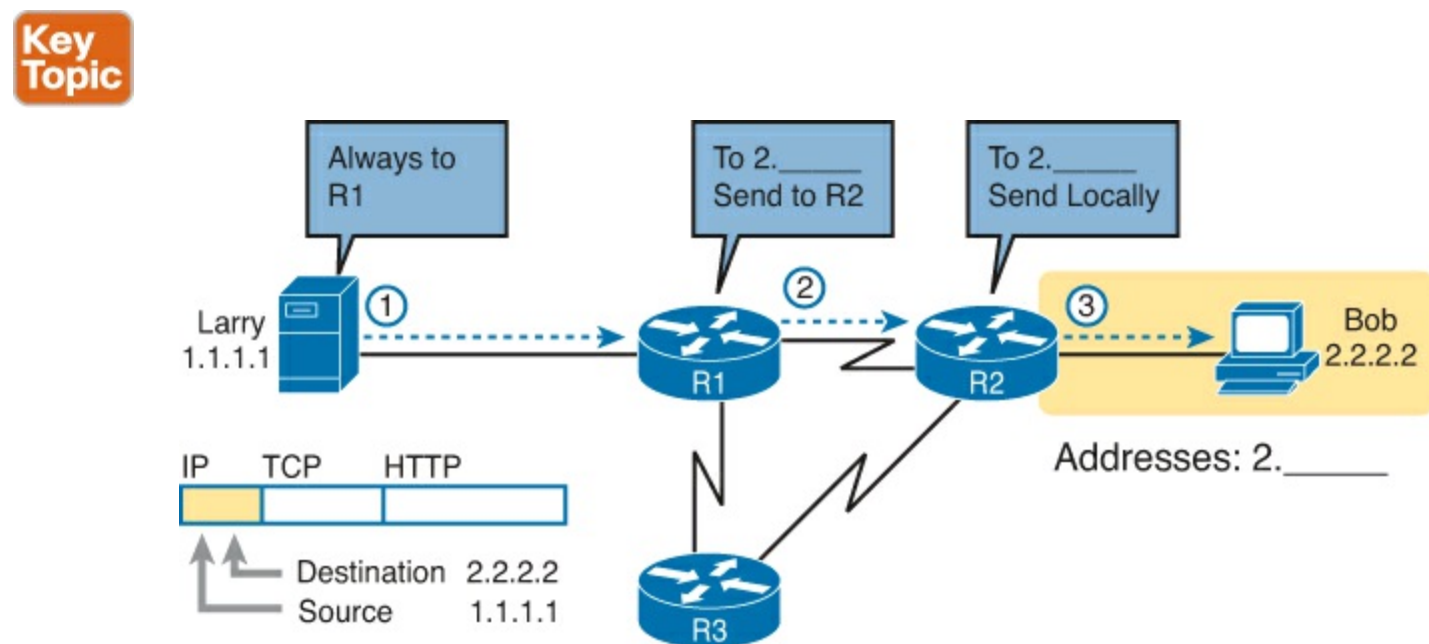 Key
Topic
Always to
R1
To 2._____
Send to R2
To 2._____
Send Locally
1
2
3
Larry
1.1.1.1
R1
R2
Bob
2.2.2.2
Addresses: 2._____
IP TCP HTTP
Destination 2.2.2.2
Source 1.1.1.1
R3